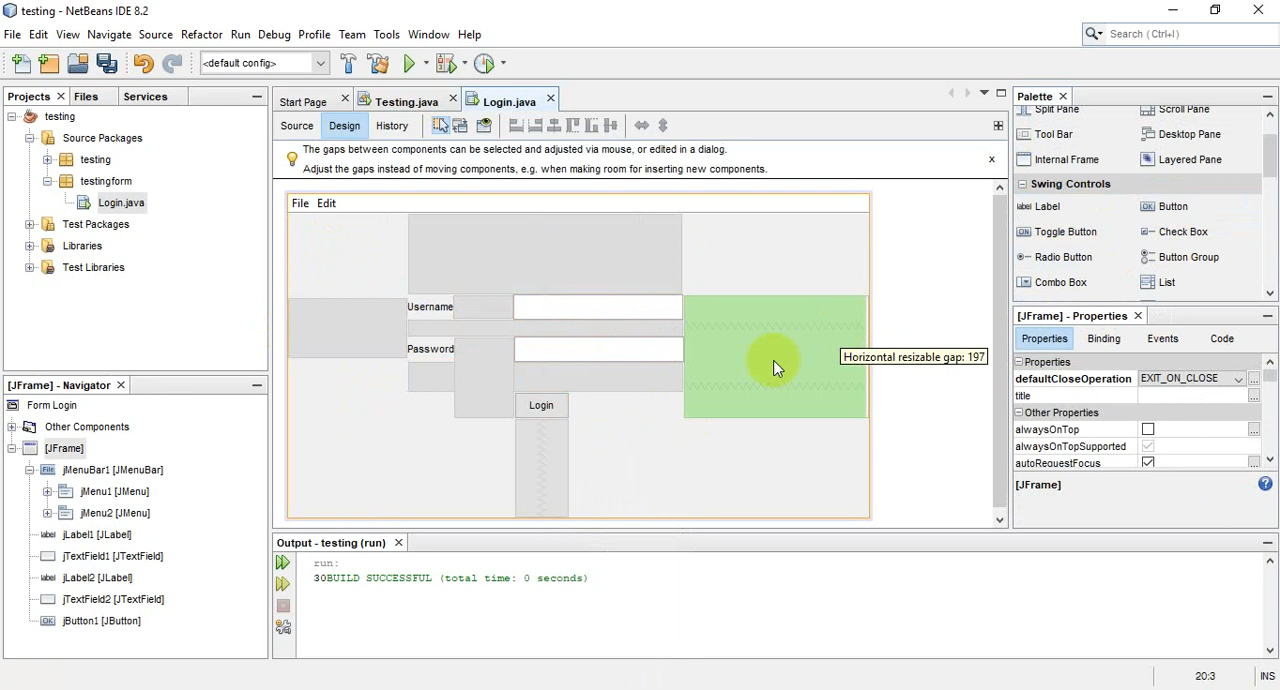 testing - NetBeans IDE 8.2
File Edit View Navigate Source Refactor Run Debug Profile Team Tools Window Help
Search (Ctrl+I)
<default config>
Projects Files Services
testing
Source Packages
testing
testingform
Login.java
Test Packages
Libraries
Test Libraries
[JFrame] - Navigator
Form Login
Other Components
[JFrame]
jMenuBar1 [JMenuBar]
jMenu1 [JMenu]
jMenu2 [JMenu]
jLabel1 [JLabel]
jTextField1 [JTextField]
jLabel2 [JLabel]
jTextField2 [JTextField]
jButton1 [JButton]
Start Page Testing.java Login.java
Source Design History
The gaps between components can be selected and adjusted via mouse, or edited in a dialog.
Adjust the gaps instead of moving components, e.g. when making room for inserting new components.
x
File Edit
Username
Password
Login
Horizontal resizable gap: 197
Output - testing (run)
run:
30BUILD SUCCESSFUL (total time: 0 seconds)
Palette
Split Pane Scroll Pane
Tool Bar Desktop Pane
Internal Frame Layered Pane
Swing Controls
label Label OK Button
ON Toggle Button Check Box
Radio Button Button Group
Combo Box List
[JFrame] - Properties
Properties Binding Events Code
Properties
defaultCloseOperation EXIT_ON_CLOSE ...
title ...
Other Properties
alwaysOnTop ...
alwaysOnTopSupported
autoRequestFocus ...
[JFrame]
20:3 INS